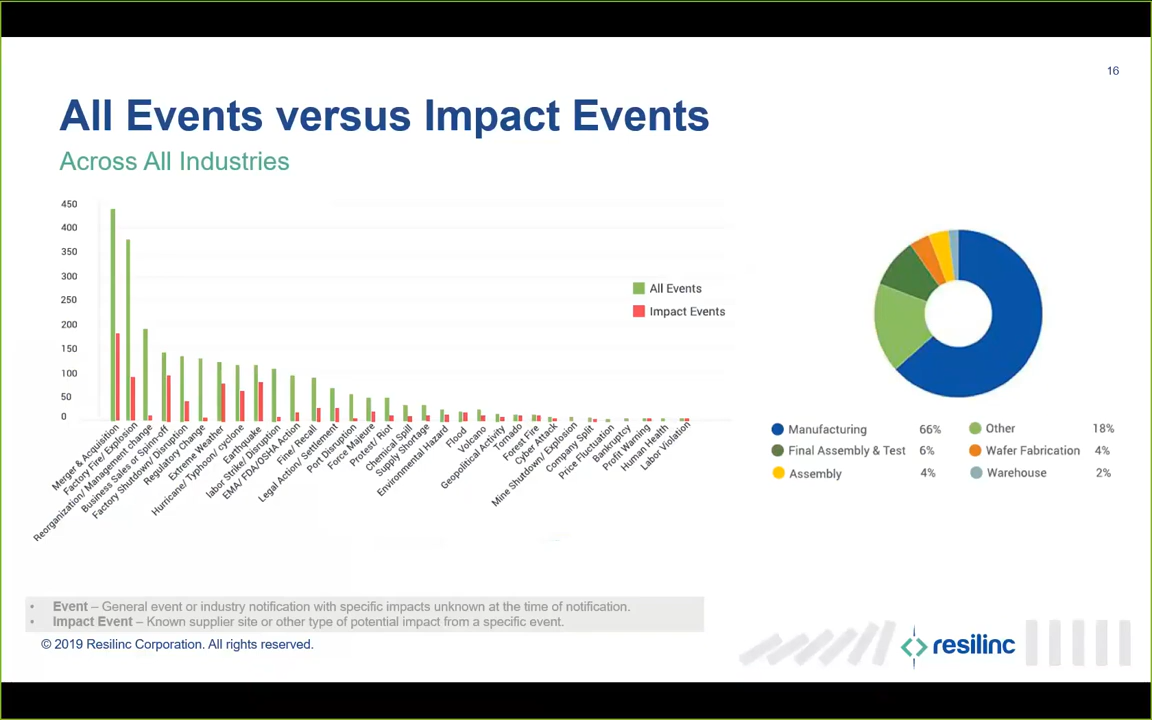 16
All Events versus Impact Events
Across All Industries
450
400
350
300
250
200
150
100
50
0
All Events
Impact Events
Merger & Acquisition
Factory Fire/ Explosion
Reorganization/ Management change
Business Sales or Spinn-off
Factory Shutdown/ Disruption
Regulatory Change
Extreme Weather
Hurricane/ Typhoon/ cyclone
Earthquake
labor Strike/ Disruption
EMA/ FDA/OSHA Action
Fine/ Recall
Legal Action/ Settlement
Port Disruption
Force Majeure
Protest/ Riot
Chemical Spill
Supply Shortage
Environmental Hazard
Flood
Volcano
Geopolitical Activity
Tornado
Forest Fire
Cyber Attack
Mine Shutdown/ Explosion
Company Split
Price Fluctuation
Bankruptcy
Profit Warning
Human Health
Labor Violation
Manufacturing 66%
Other 18%
Final Assembly & Test 6%
Wafer Fabrication 4%
Assembly 4%
Warehouse 2%
• Event – General event or industry notification with specific impacts unknown at the time of notification.
• Impact Event – Known supplier site or other type of potential impact from a specific event.
© 2019 Resilinc Corporation. All rights reserved.
resilinc